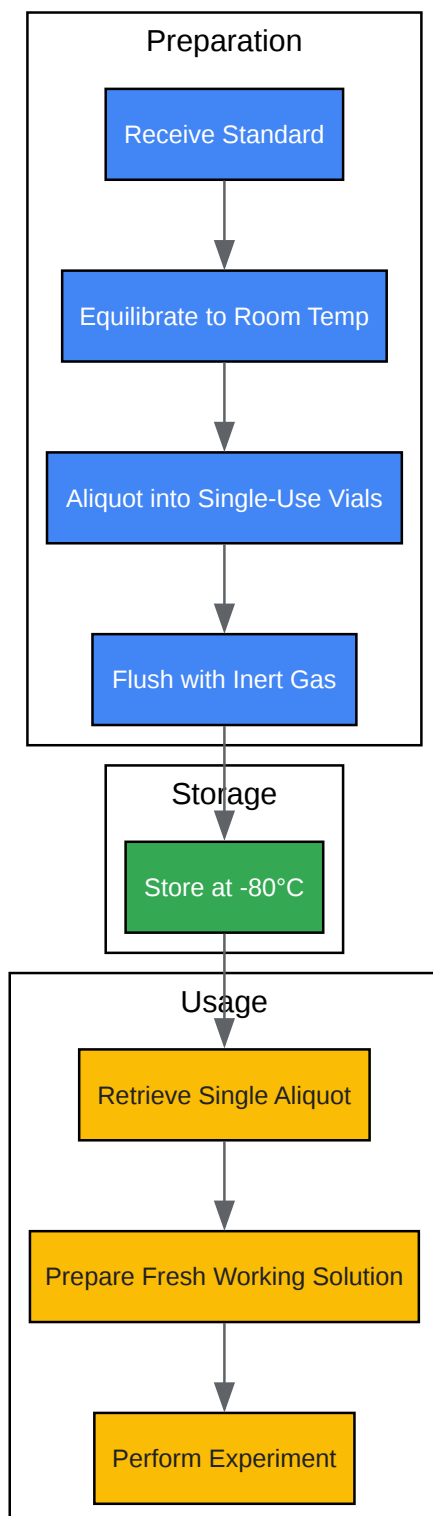 Preparation
Receive Standard
Equilibrate to Room Temp
Aliquot into Single-Use Vials
Flush with Inert Gas
Storage
Store at -80°C
Usage
Retrieve Single Aliquot
Prepare Fresh Working Solution
Perform Experiment